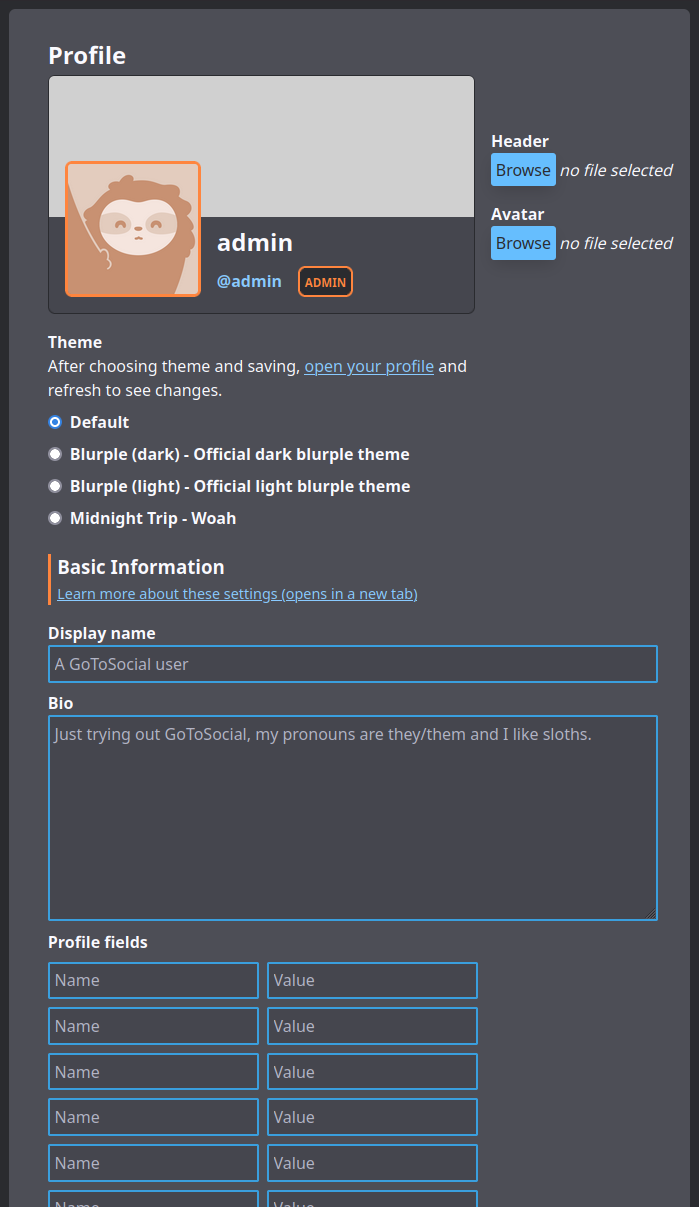 Profile
Header
Browse no file selected
Avatar
Browse no file selected
admin
@admin ADMIN
Theme
After choosing theme and saving, open your profile and
refresh to see changes.
Default
Blurple (dark) - Official dark blurple theme
Blurple (light) - Official light blurple theme
Midnight Trip - Woah
Basic Information
Learn more about these settings (opens in a new tab)
Display name
A GoToSocial user
Bio
Just trying out GoToSocial, my pronouns are they/them and I like sloths.
Profile fields
Name Value
Name Value
Name Value
Name Value
Name Value
Name Value